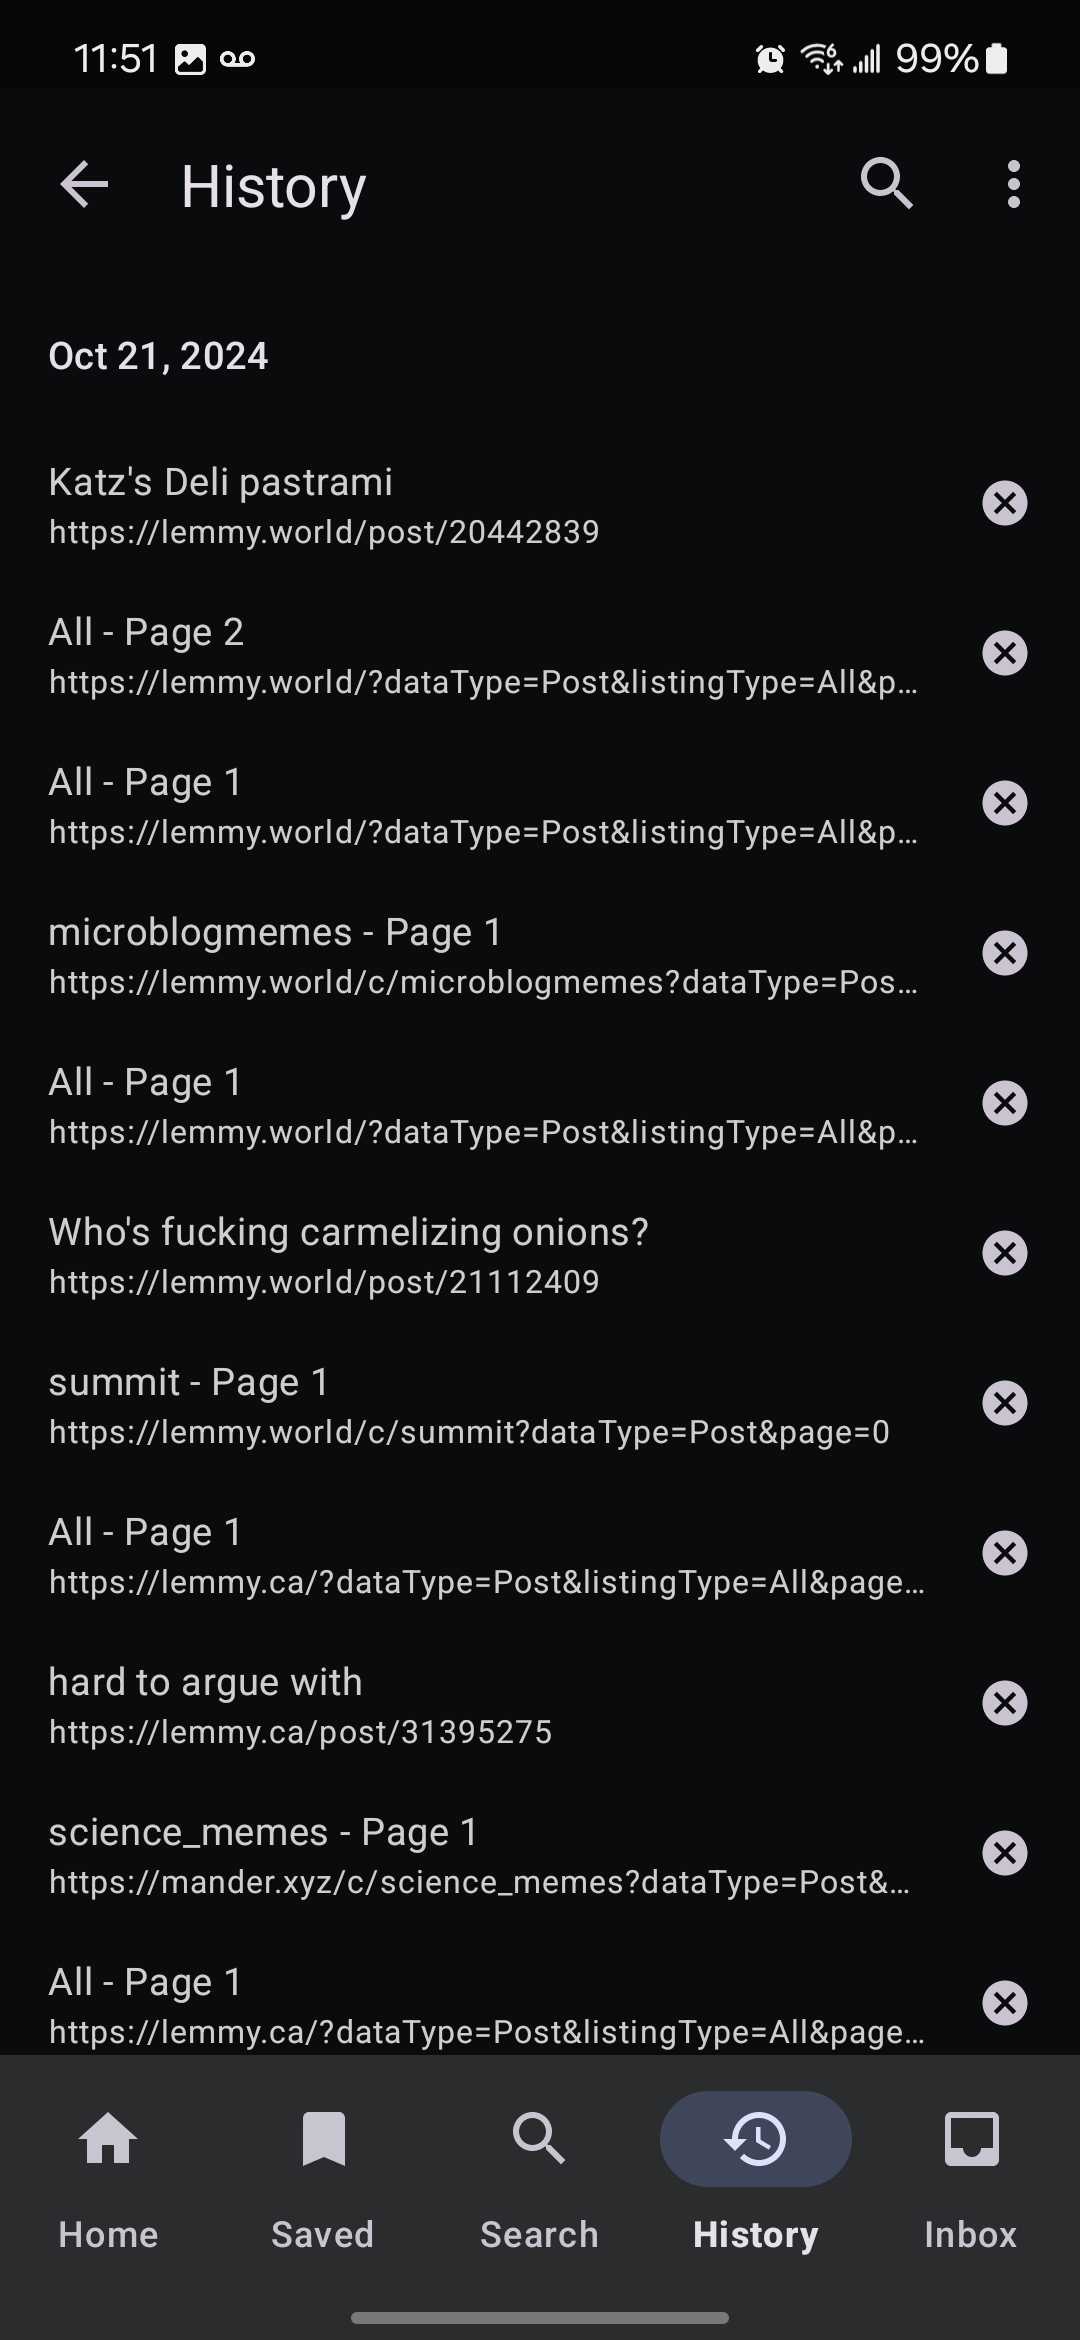 11:51
6
99%
History
Oct 21, 2024
Katz's Deli pastrami
https://lemmy.world/post/20442839
All - Page 2
https://lemmy.world/?dataType=Post&listingType=All&p...
All - Page 1
https://lemmy.world/?dataType=Post&listingType=All&p...
microblogmemes - Page 1
https://lemmy.world/c/microblogmemes?dataType=Pos...
All - Page 1
https://lemmy.world/?dataType=Post&listingType=All&p...
Who's fucking carmelizing onions?
https://lemmy.world/post/21112409
summit - Page 1
https://lemmy.world/c/summit?dataType=Post&page=0
All - Page 1
https://lemmy.ca/?dataType=Post&listingType=All&page...
hard to argue with
https://lemmy.ca/post/31395275
science_memes - Page 1
https://mander.xyz/c/science_memes?dataType=Post&...
All - Page 1
https://lemmy.ca/?dataType=Post&listingType=All&page...
Home Saved Search History Inbox